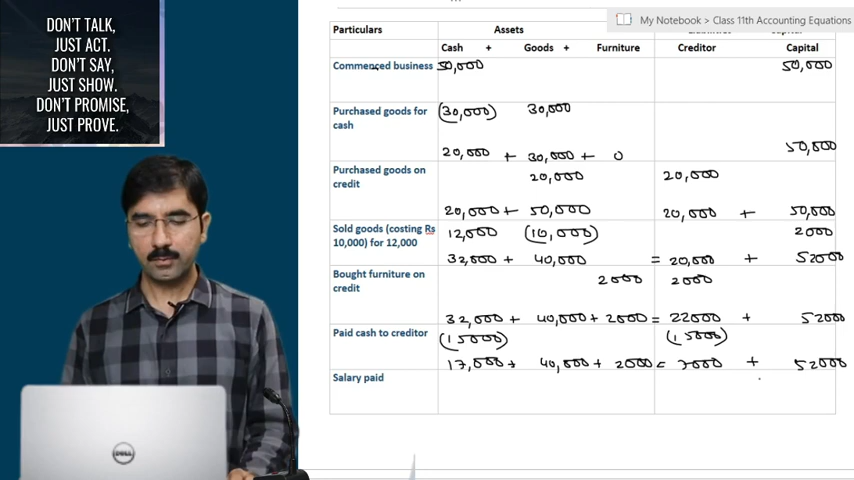 DON'T TALK,
JUST ACT.
DON'T SAY,
JUST SHOW.
DON'T PROMISE,
JUST PROVE.
My Notebook > Class 11th Accounting Equations
Particulars Assets
Cash + Goods + Furniture Creditor Capital
Commenced business 50,000 50,000
Purchased goods for cash (30,000) 30,000
20,000 + 30,000 + 0 50,000
Purchased goods on credit 20,000 20,000
20,000 + 50,000 20,000 + 50,000
Sold goods (costing Rs 10,000) for 12,000 12,000 (10,000) 2000
32,000 + 40,000 = 20,000 + 52000
Bought furniture on credit 2000 2000
32,000 + 40,000 + 2000 = 22000 + 52000
Paid cash to creditor (15000) (15000)
17,000 + 40,000 + 2000 = 7000 + 52000
Salary paid
DELL